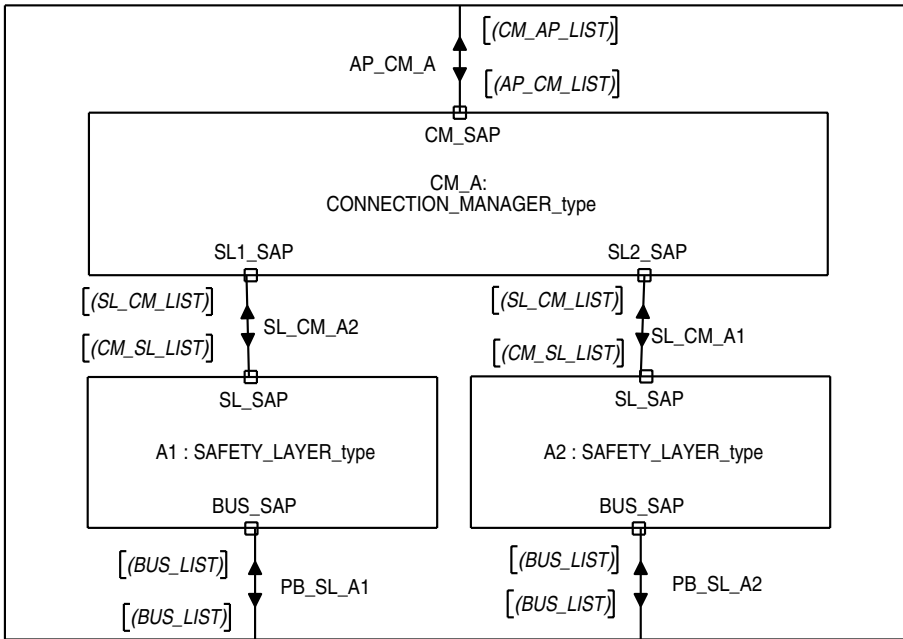 [(CM_AP_LIST)]
AP_CM_A
[(AP_CM_LIST)]
CM_SAP
CM_A:
CONNECTION_MANAGER_type
SL1_SAP
SL2_SAP
[(SL_CM_LIST)]
SL_CM_A2
[(CM_SL_LIST)]
[(SL_CM_LIST)]
SL_CM_A1
[(CM_SL_LIST)]
SL_SAP
A1 : SAFETY_LAYER_type
BUS_SAP
SL_SAP
A2 : SAFETY_LAYER_type
BUS_SAP
[(BUS_LIST)]
PB_SL_A1
[(BUS_LIST)]
[(BUS_LIST)]
PB_SL_A2
[(BUS_LIST)]